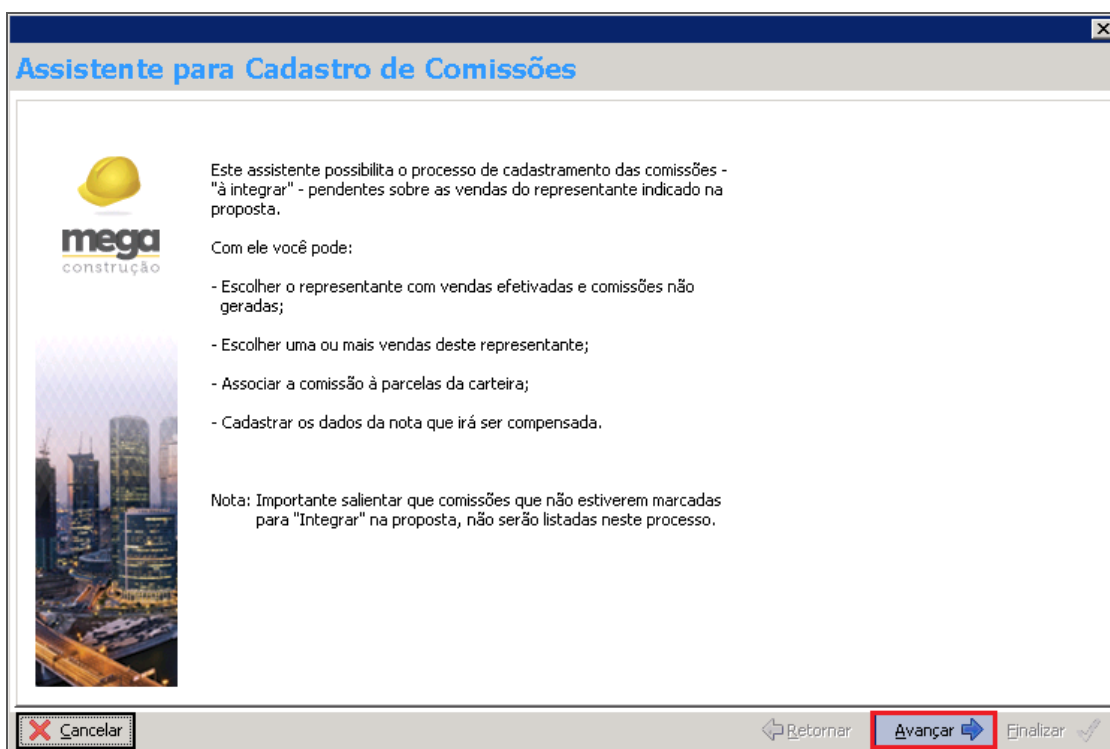 Assistente para Cadastro de Comissões
Este assistente possibilita o processo de cadastramento das comissões -
"à integrar" - pendentes sobre as vendas do representante indicado na
proposta.
mega
construção
Com ele você pode:
- Escolher o representante com vendas efetivadas e comissões não
geradas;
- Escolher uma ou mais vendas deste representante;
- Associar a comissão à parcelas da carteira;
- Cadastrar os dados da nota que irá ser compensada.
Nota: Importante salientar que comissões que não estiverem marcadas
para "Integrar" na proposta, não serão listadas neste processo.
Cancelar
Retornar
Avançar
Finalizar